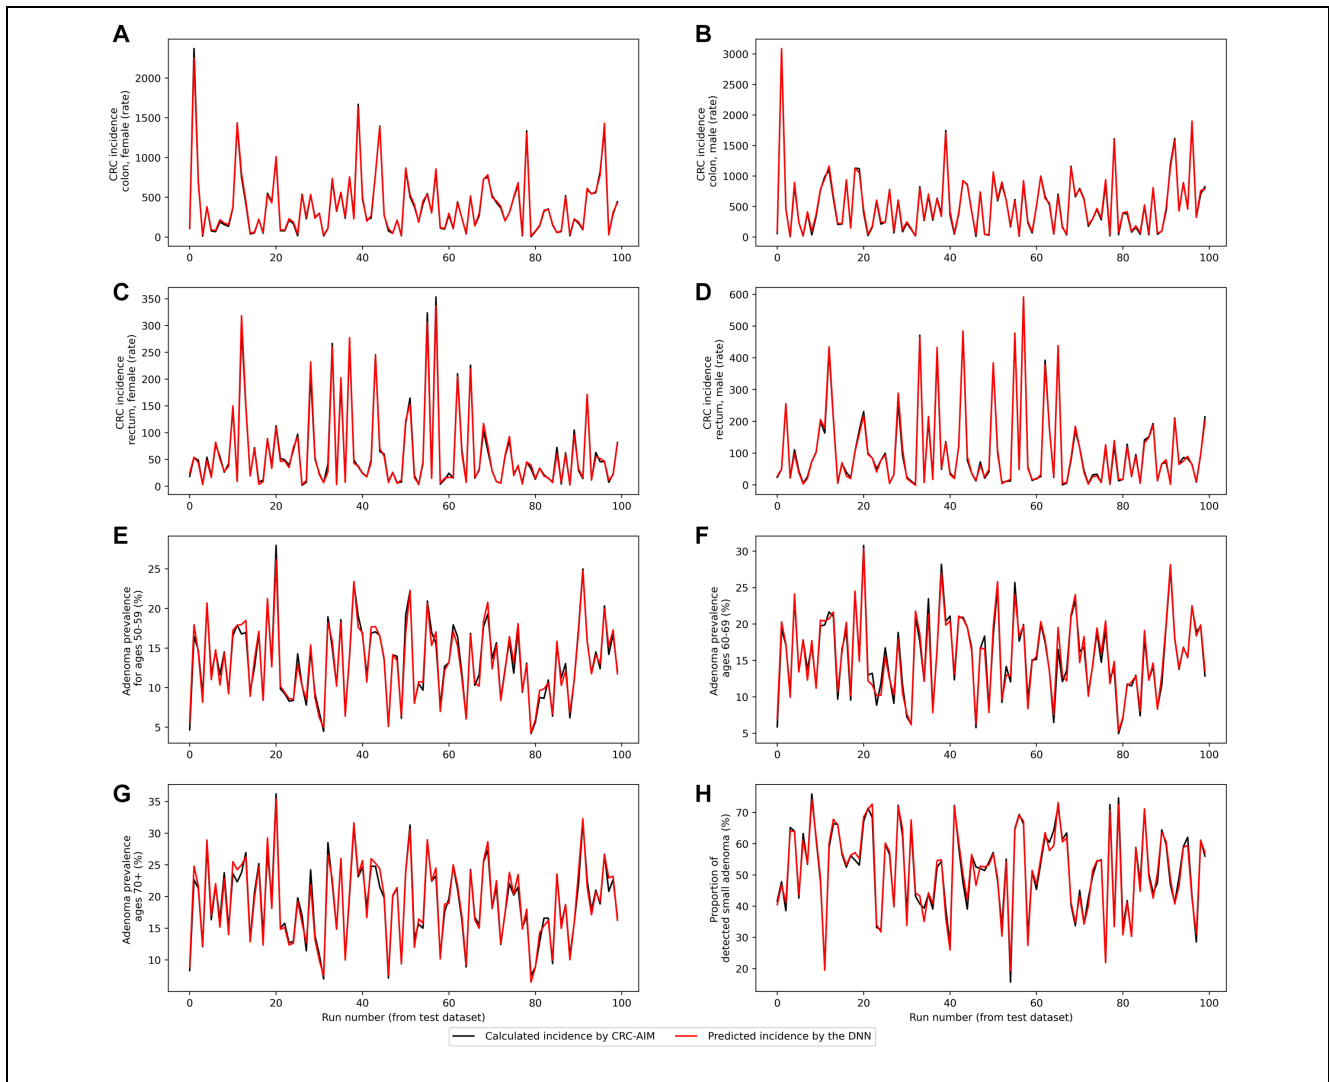 A
CRC incidence
colon, female (rate)
2000
1500
1000
500
0
0 20 40 60 80 100
B
CRC incidence
colon, male (rate)
3000
2500
2000
1500
1000
500
0
0 20 40 60 80 100
C
CRC incidence
rectum, female (rate)
350
300
250
200
150
100
50
0
0 20 40 60 80 100
D
CRC incidence
rectum, male (rate)
600
500
400
300
200
100
0
0 20 40 60 80 100
E
Adenoma prevalence
for ages 50-59 (%)
25
20
15
10
5
0 20 40 60 80 100
F
Adenoma prevalence
ages 60-69 (%)
30
25
20
15
10
5
0 20 40 60 80 100
G
Adenoma prevalence
ages 70+ (%)
35
30
25
20
15
10
0 20 40 60 80 100
Run number (from test dataset)
H
Proportion of
detected small adenoma (%)
70
60
50
40
30
20
0 20 40 60 80 100
Run number (from test dataset)
Calculated incidence by CRC-AIM
Predicted incidence by the DNN